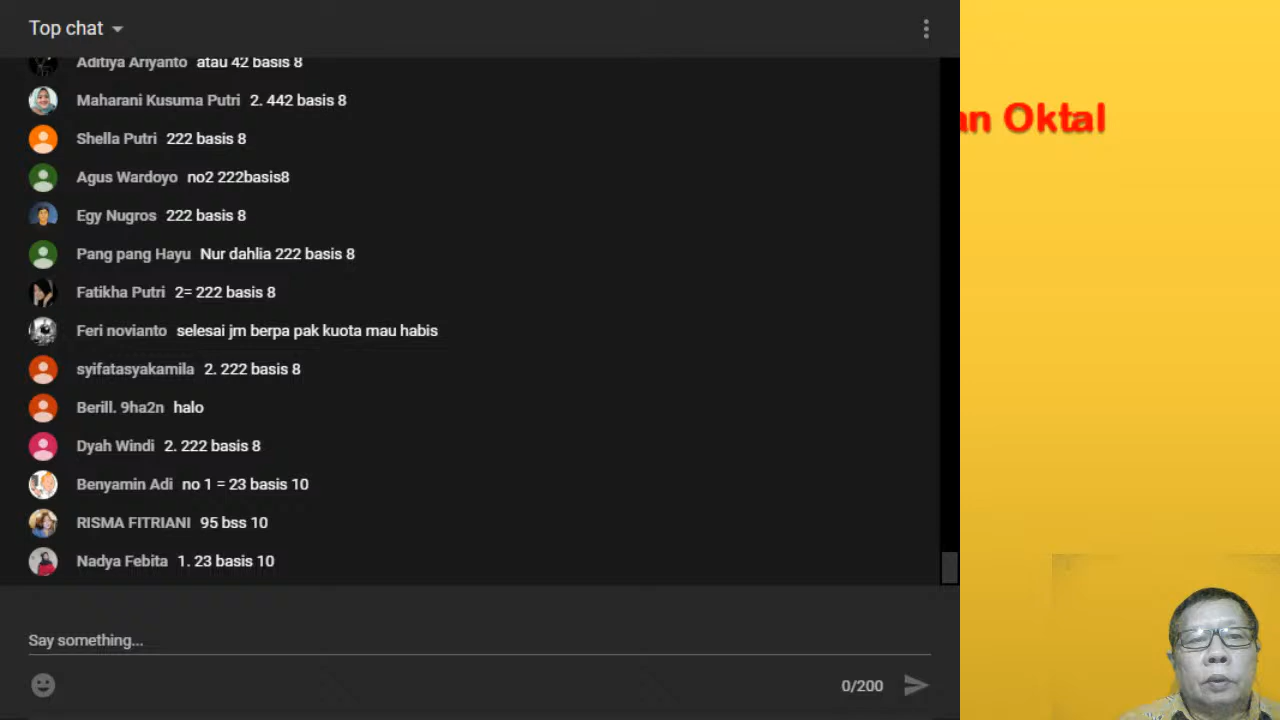 Top chat
Aditiya Ariyanto atau 42 basis 8
Maharani Kusuma Putri 2. 442 basis 8
Shella Putri 222 basis 8
Agus Wardoyo no2 222basis8
Egy Nugros 222 basis 8
Pang pang Hayu Nur dahlia 222 basis 8
Fatikha Putri 2= 222 basis 8
Feri novianto selesai jm berpa pak kuota mau habis
syifatasyakamila 2. 222 basis 8
Berill. 9ha2n halo
Dyah Windi 2. 222 basis 8
Benyamin Adi no 1 = 23 basis 10
RISMA FITRIANI 95 bss 10
Nadya Febita 1. 23 basis 10
Say something...
0/200
an Oktal